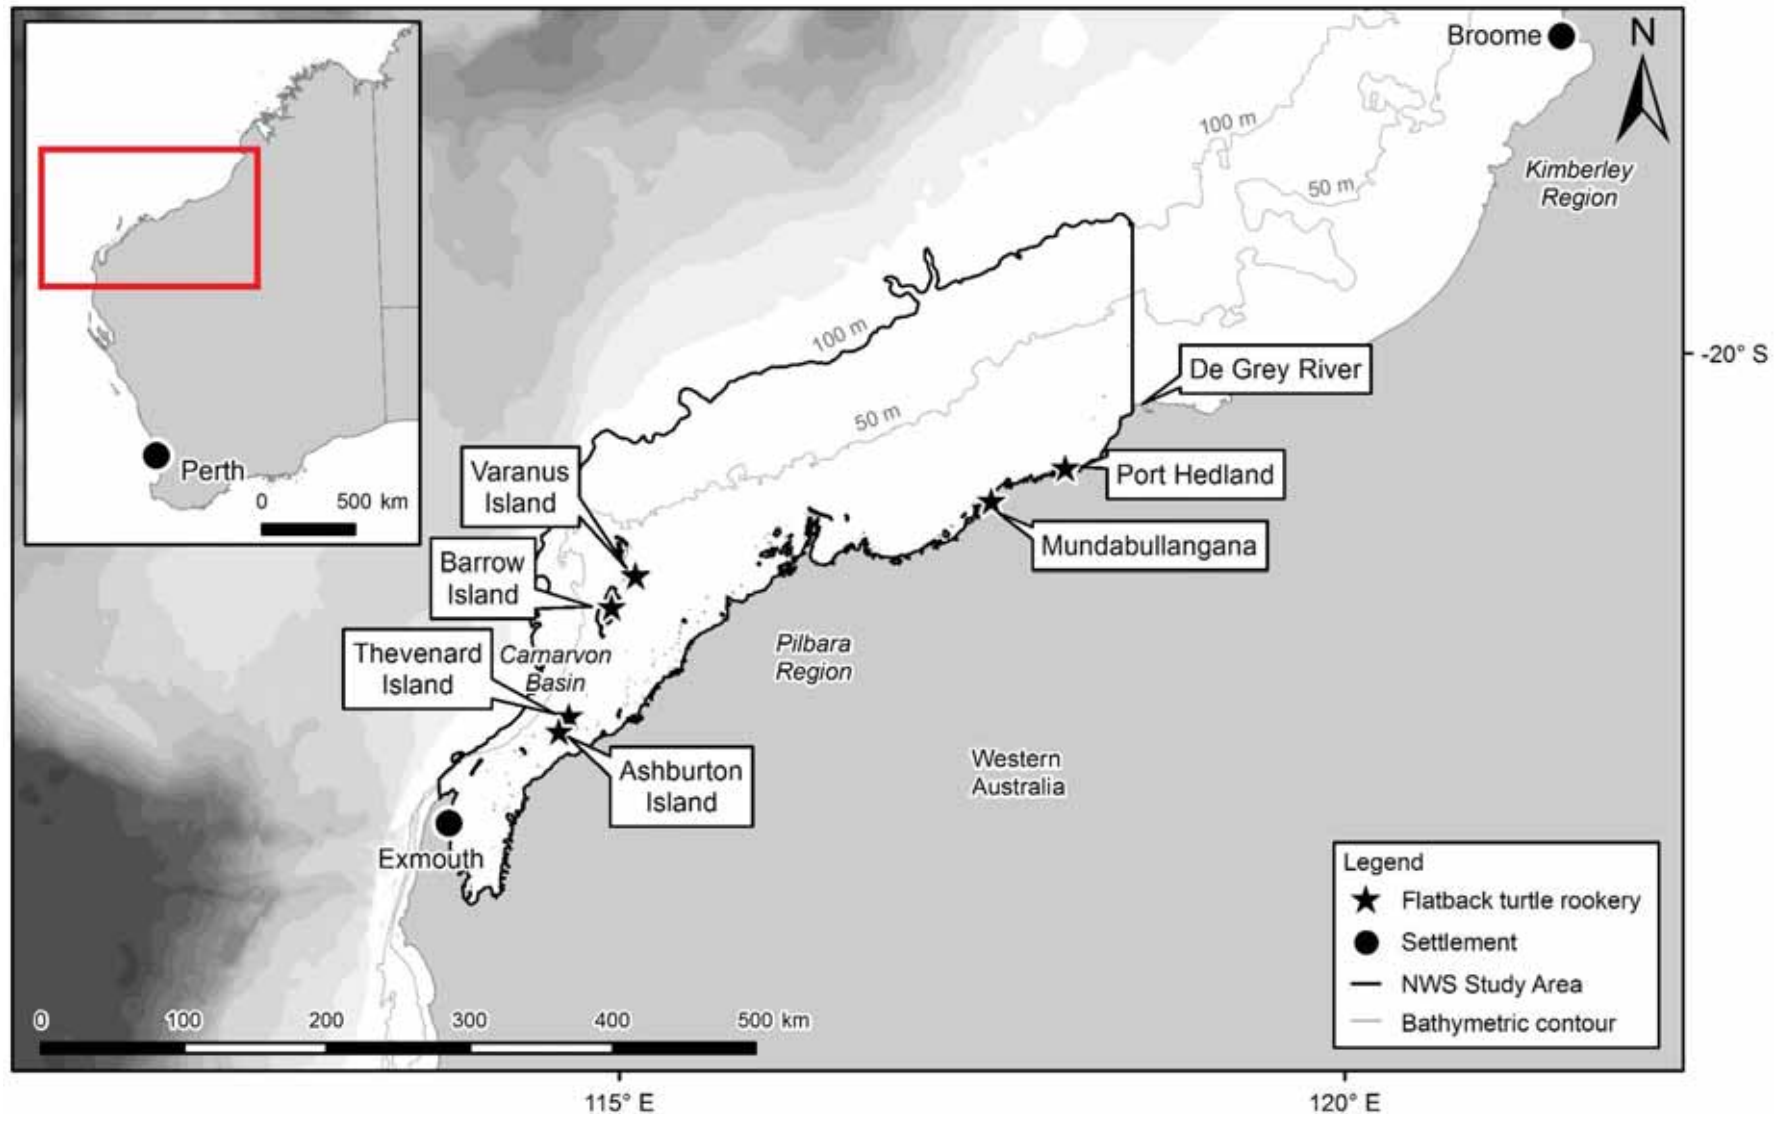 Broome
N
100 m
Kimberley
Region
50 m
Perth
0
500 km
100 m
-20° S
De Grey River
50 m
Varanus
Island
Port Hedland
Mundabullangana
Barrow
Island
Thevenard
Island
Carnarvon
Basin
Pilbara
Region
Ashburton
Island
Western
Australia
Exmouth
Legend
Flatback turtle rookery
Settlement
NWS Study Area
Bathymetric contour
0
100
200
300
400
500 km
115° E
120° E